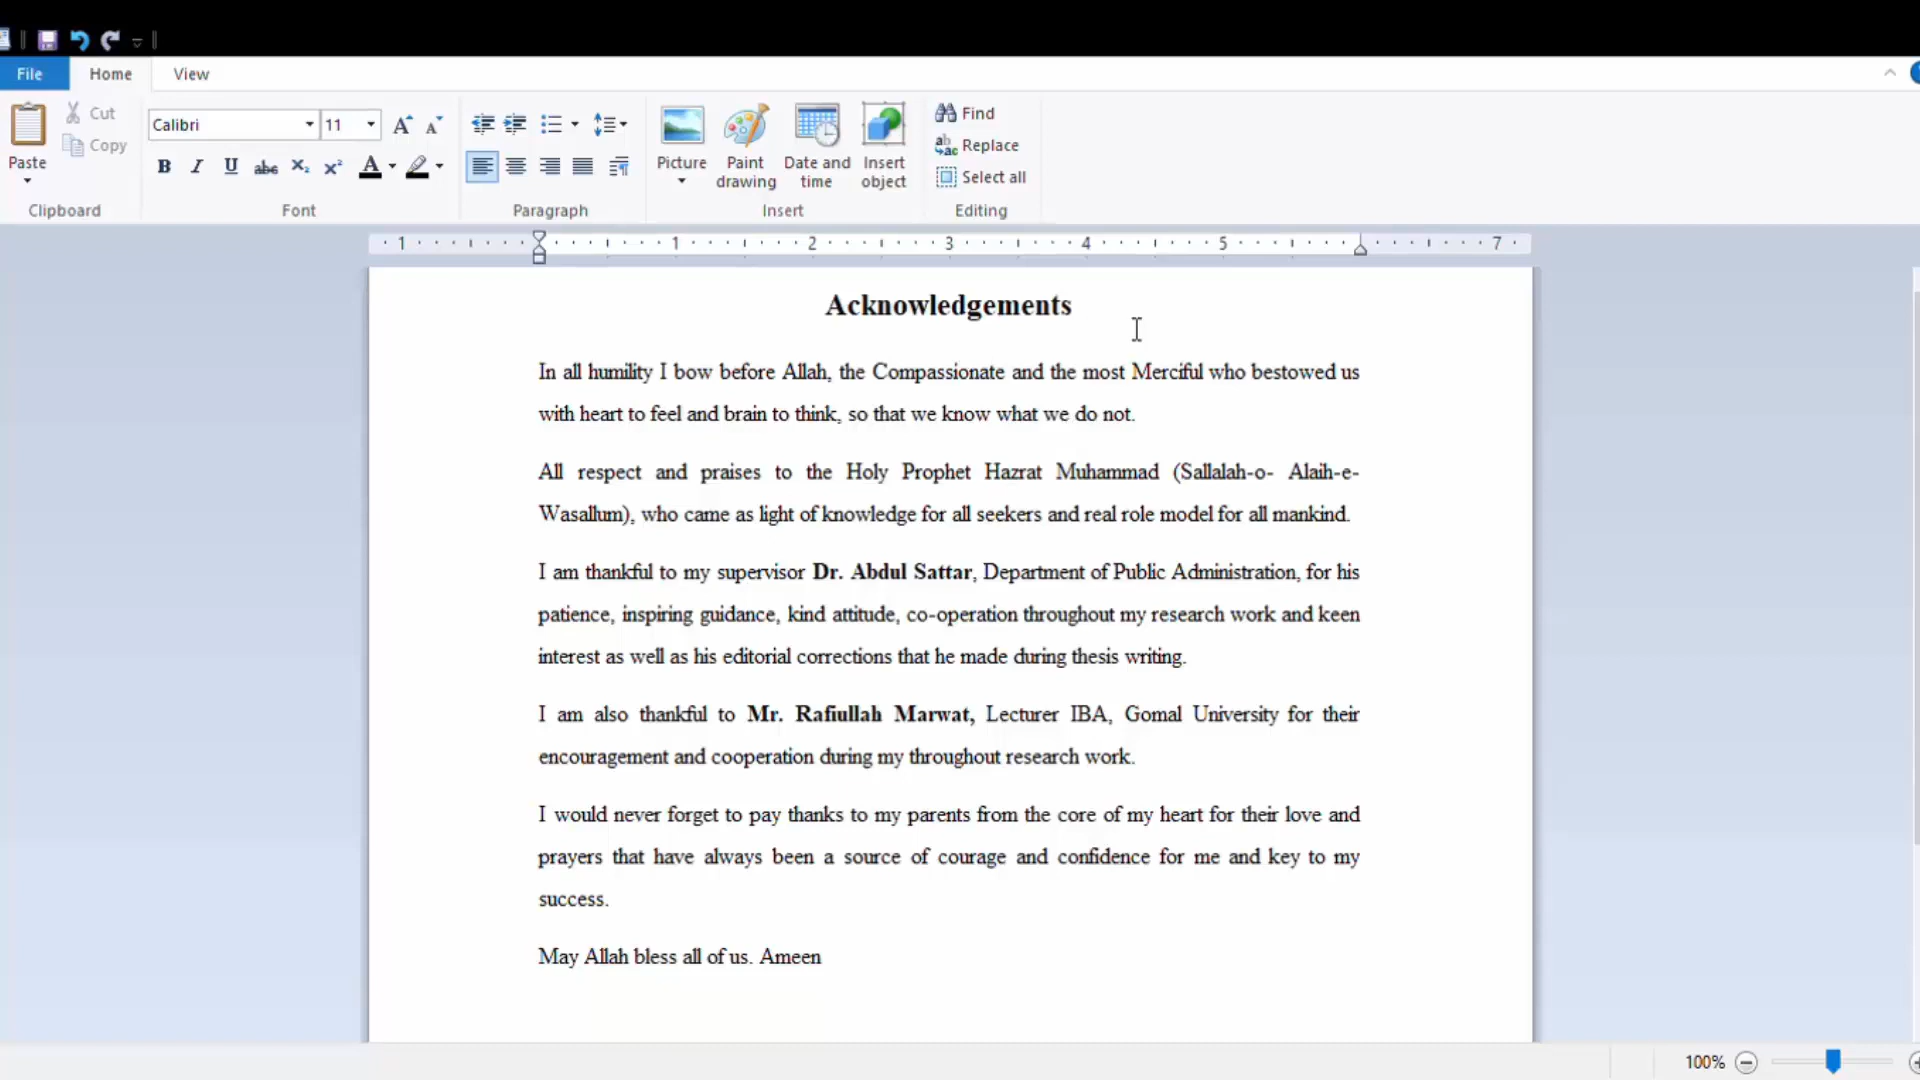 File Home View
Cut
Copy
Paste
Clipboard
Calibri 11
B I U abc X₂ X² A
Font
Paragraph
Picture
Paint drawing
Date and time
Insert object
Insert
Find
Replace
Select all
Editing
1 1 2 3 4 5 7
Acknowledgements
In all humility I bow before Allah, the Compassionate and the most Merciful who bestowed us
with heart to feel and brain to think, so that we know what we do not.
All respect and praises to the Holy Prophet Hazrat Muhammad (Sallalah-o- Alaih-e-
Wasallum), who came as light of knowledge for all seekers and real role model for all mankind.
I am thankful to my supervisor Dr. Abdul Sattar, Department of Public Administration, for his
patience, inspiring guidance, kind attitude, co-operation throughout my research work and keen
interest as well as his editorial corrections that he made during thesis writing.
I am also thankful to Mr. Rafiullah Marwat, Lecturer IBA, Gomal University for their
encouragement and cooperation during my throughout research work.
I would never forget to pay thanks to my parents from the core of my heart for their love and
prayers that have always been a source of courage and confidence for me and key to my
success.
May Allah bless all of us. Ameen
100%